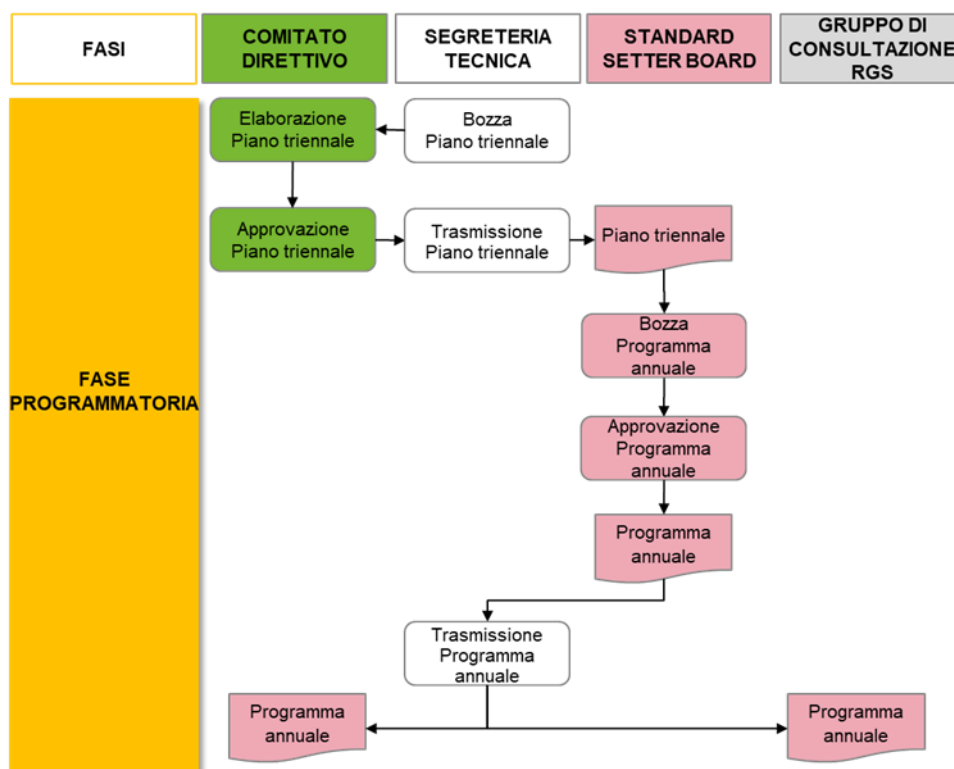 FASI
COMITATO
DIRETTIVO
SEGRETERIA
TECNICA
STANDARD
SETTER BOARD
GRUPPO DI
CONSULTAZIONE
RGS
Elaborazione
Piano triennale
Bozza
Piano triennale
Approvazione
Piano triennale
Trasmissione
Piano triennale
Piano triennale
Bozza
Programma
annuale
FASE
PROGRAMMATORIA
Approvazione
Programma
annuale
Programma
annuale
Trasmissione
Programma
annuale
Programma
annuale
Programma
annuale